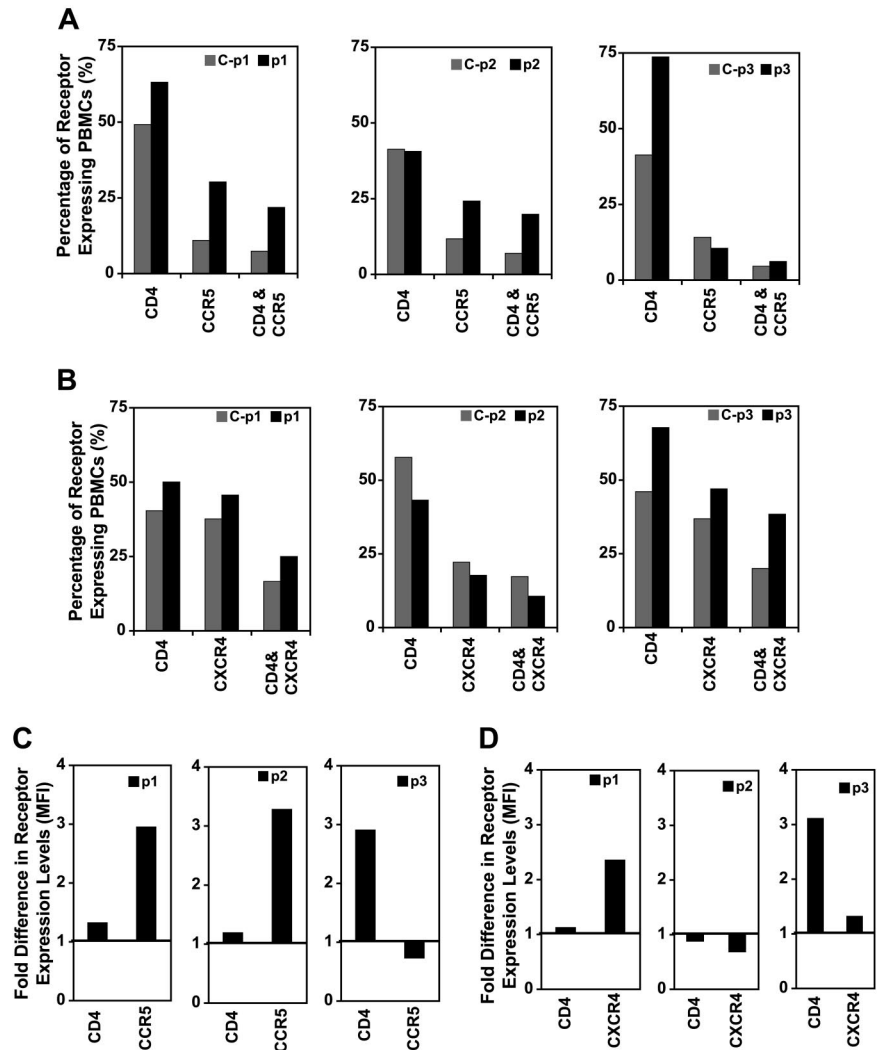 A
Percentage of Receptor
Expressing PBMCs (%)
75
50
25
0
C-p1 p1
CD4
CCR5
CD4 &
CCR5
75
50
25
0
C-p2 p2
CD4
CCR5
CD4 &
CCR5
75
50
25
0
C-p3 p3
CD4
CCR5
CD4 &
CCR5
B
Percentage of Receptor
Expressing PBMCs (%)
75
50
25
0
C-p1 p1
CD4
CXCR4
CD4&
CXCR4
75
50
25
0
C-p2 p2
CD4
CXCR4
CD4&
CXCR4
75
50
25
0
C-p3 p3
CD4
CXCR4
CD4 &
CXCR4
C
Fold Difference in Receptor
Expression Levels (MFI)
4
3
2
1
0
p1
CD4
CCR5
4
3
2
1
0
p2
CD4
CCR5
4
3
2
1
0
p3
CD4
CCR5
D
Fold Difference in Receptor
Expression Levels (MFI)
4
3
2
1
0
p1
CD4
CXCR4
4
3
2
1
0
p2
CD4
CXCR4
4
3
2
1
0
p3
CD4
CXCR4